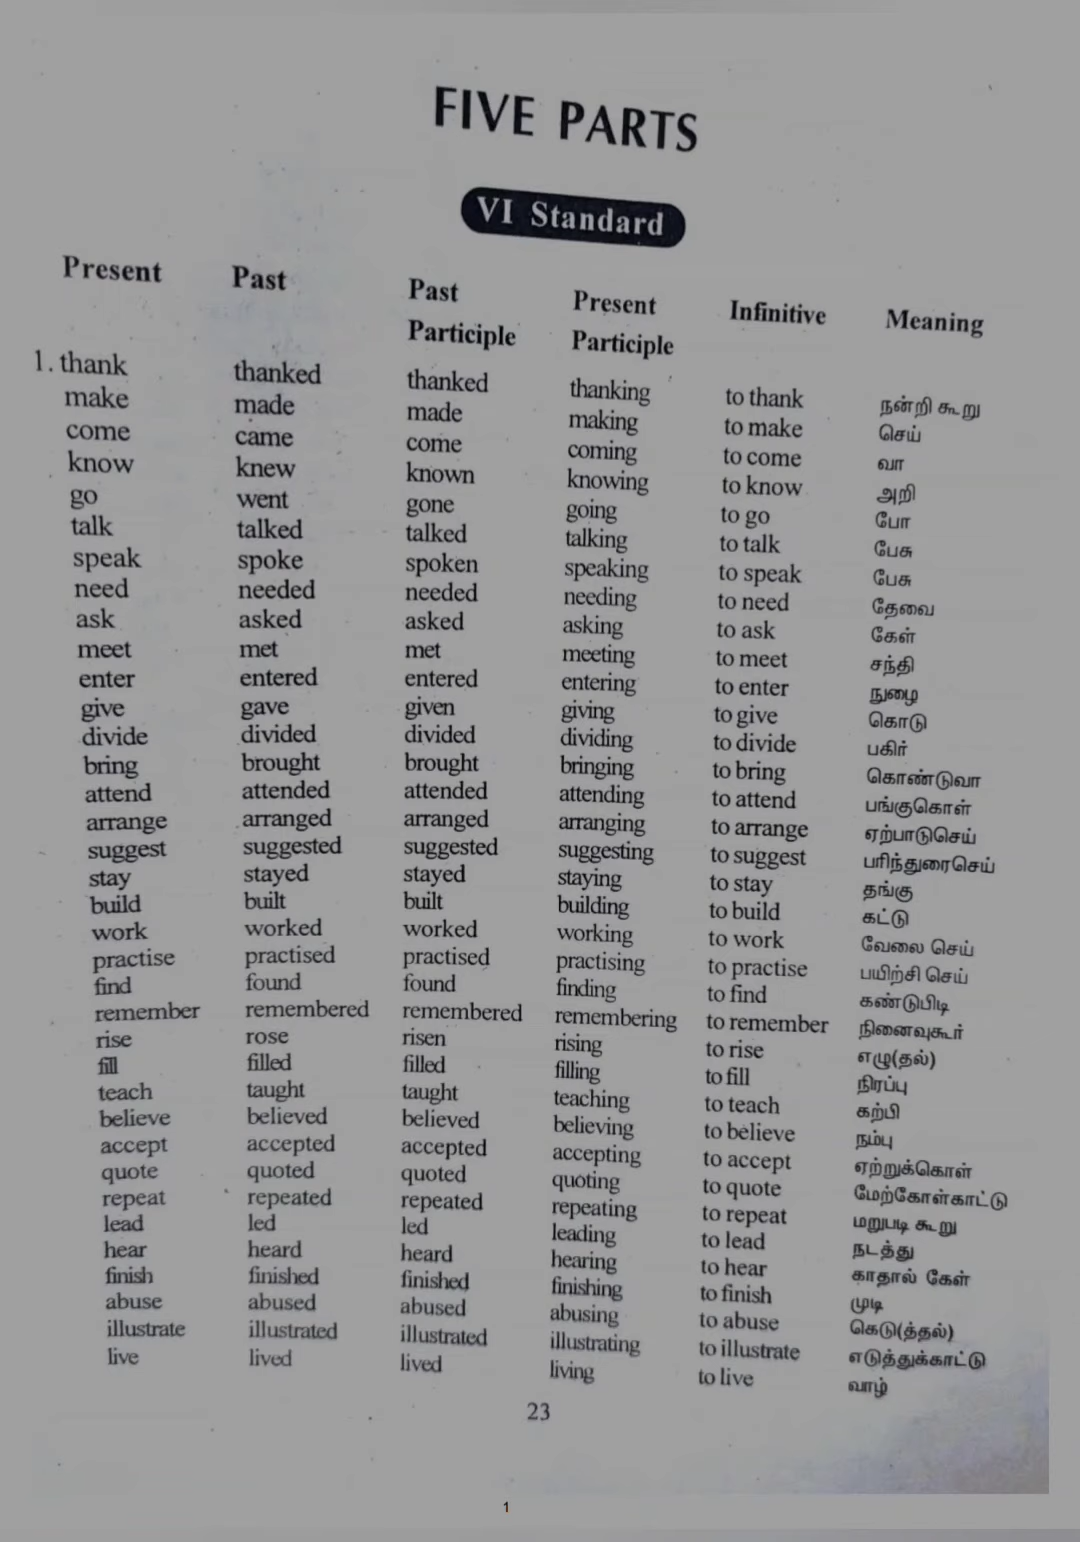 FIVE PARTS
VI Standard
Present Past Past Participle Present Participle Infinitive Meaning
1. thank thanked thanked thanking to thank நன்றி கூறு
make made made making to make செய்
come came come coming to come வா
know knew known knowing to know அறி
go went gone going to go போ
talk talked talked talking to talk பேசு
speak spoke spoken speaking to speak பேசு
need needed needed needing to need தேவை
ask asked asked asking to ask கேள்
meet met met meeting to meet சந்தி
enter entered entered entering to enter நுழை
give gave given giving to give கொடு
divide divided divided dividing to divide பகிர்
bring brought brought bringing to bring கொண்டுவா
attend attended attended attending to attend பங்குகொள்
arrange arranged arranged arranging to arrange ஏற்பாடுசெய்
suggest suggested suggested suggesting to suggest பரிந்துரைசெய்
stay stayed stayed staying to stay தங்கு
build built built building to build கட்டு
work worked worked working to work வேலை செய்
practise practised practised practising to practise பயிற்சி செய்
find found found finding to find கண்டுபிடி
remember remembered remembered remembering to remember நினைவுகூர்
rise rose risen rising to rise எழு(தல்)
fill filled filled filling to fill நிரப்பு
teach taught taught teaching to teach கற்பி
believe believed believed believing to believe நம்பு
accept accepted accepted accepting to accept ஏற்றுக்கொள்
quote quoted quoted quoting to quote மேற்கோள்காட்டு
repeat repeated repeated repeating to repeat மறுபடி கூறு
lead led led leading to lead நடத்து
hear heard heard hearing to hear காதால் கேள்
finish finished finished finishing to finish முடி
abuse abused abused abusing to abuse கெடு(த்தல்)
illustrate illustrated illustrated illustrating to illustrate எடுத்துக்காட்டு
live lived lived living to live வாழ்
23
1